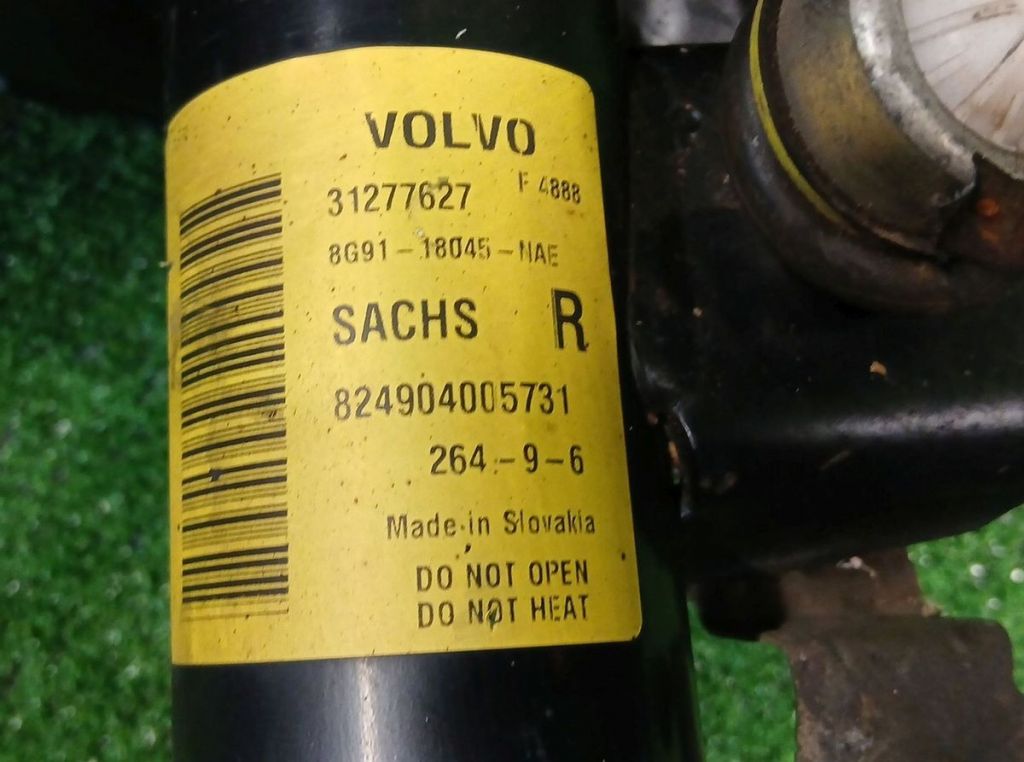 VOLVO
31277627 F 4888
8G91-18045-NAE
SACHS R
824904005731
264-9-6
Made in Slovakia
DO NOT OPEN
DO NOT HEAT